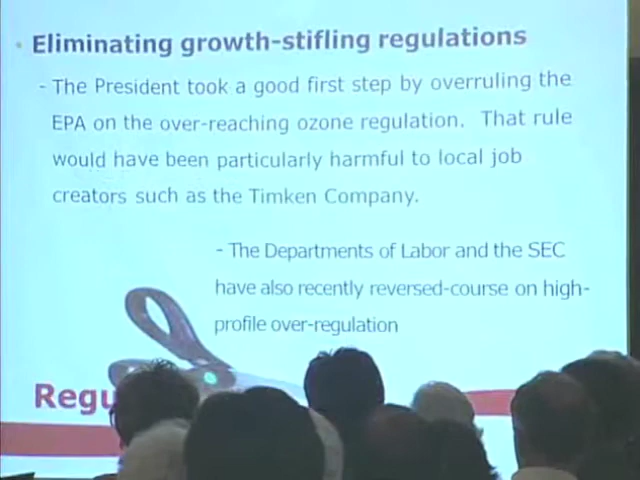 • Eliminating growth-stifling regulations
- The President took a good first step by overruling the
EPA on the over-reaching ozone regulation. That rule
would have been particularly harmful to local job
creators such as the Timken Company.
- The Departments of Labor and the SEC
have also recently reversed-course on high-
profile over-regulation
Regu